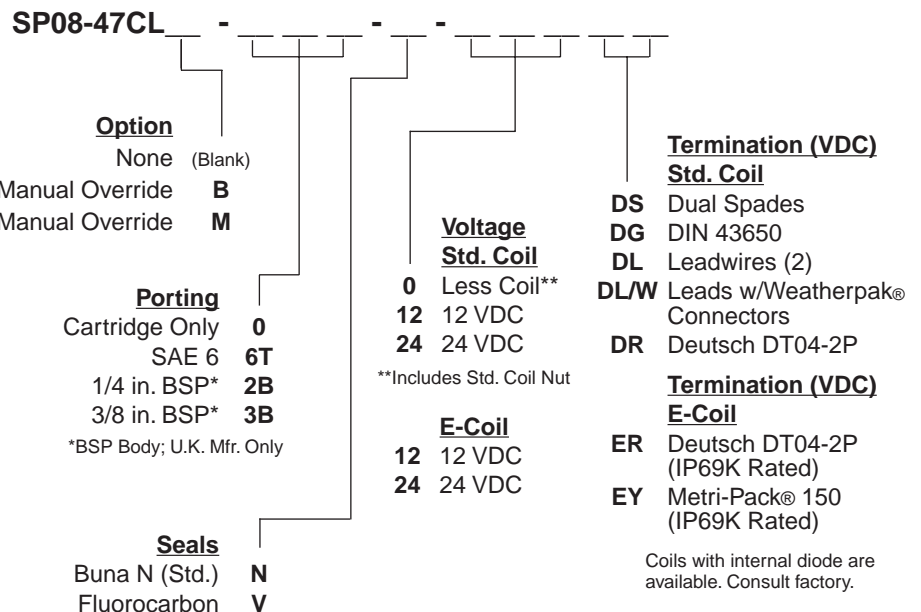 SP08-47CL__ - __ __ __ - __ - __ __ __ __ __
Option
None (Blank)
Manual Override B
Manual Override M
Porting
Cartridge Only 0
SAE 6 6T
1/4 in. BSP* 2B
3/8 in. BSP* 3B
*BSP Body; U.K. Mfr. Only
Seals
Buna N (Std.) N
Fluorocarbon V
Voltage
Std. Coil
0 Less Coil**
12 12 VDC
24 24 VDC
**Includes Std. Coil Nut
E-Coil
12 12 VDC
24 24 VDC
Termination (VDC)
Std. Coil
DS Dual Spades
DG DIN 43650
DL Leadwires (2)
DL/W Leads w/Weatherpak®
Connectors
DR Deutsch DT04-2P
Termination (VDC)
E-Coil
ER Deutsch DT04-2P
(IP69K Rated)
EY Metri-Pack® 150
(IP69K Rated)
Coils with internal diode are
available. Consult factory.